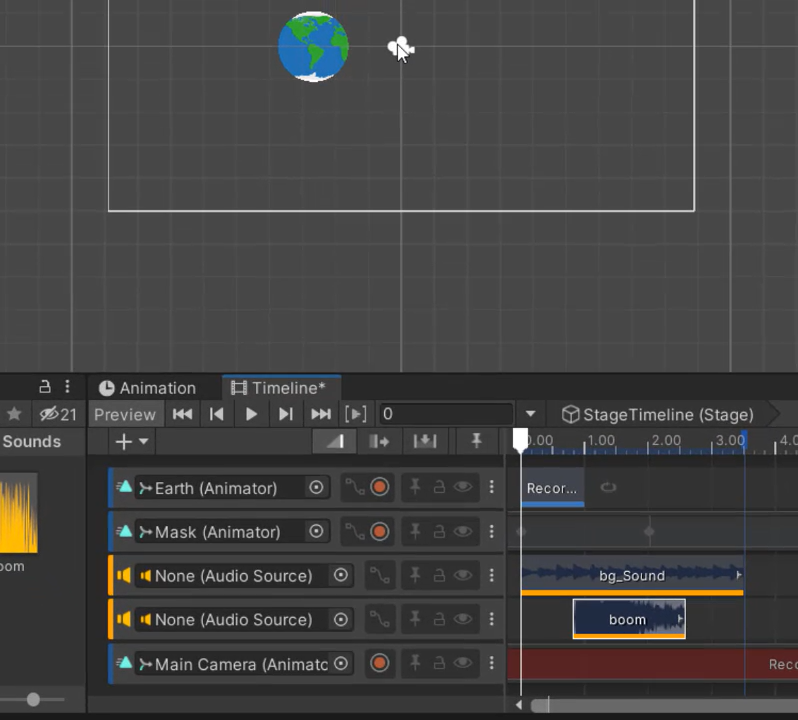 21 Animation Timeline*
Preview 0 StageTimeline (Stage)
Sounds 0.00 1.00 2.00 3.00 4.0
Earth (Animator) Recor...
Mask (Animator)
oom
None (Audio Source) bg_Sound
None (Audio Source) boom
Main Camera (Animatc Reco